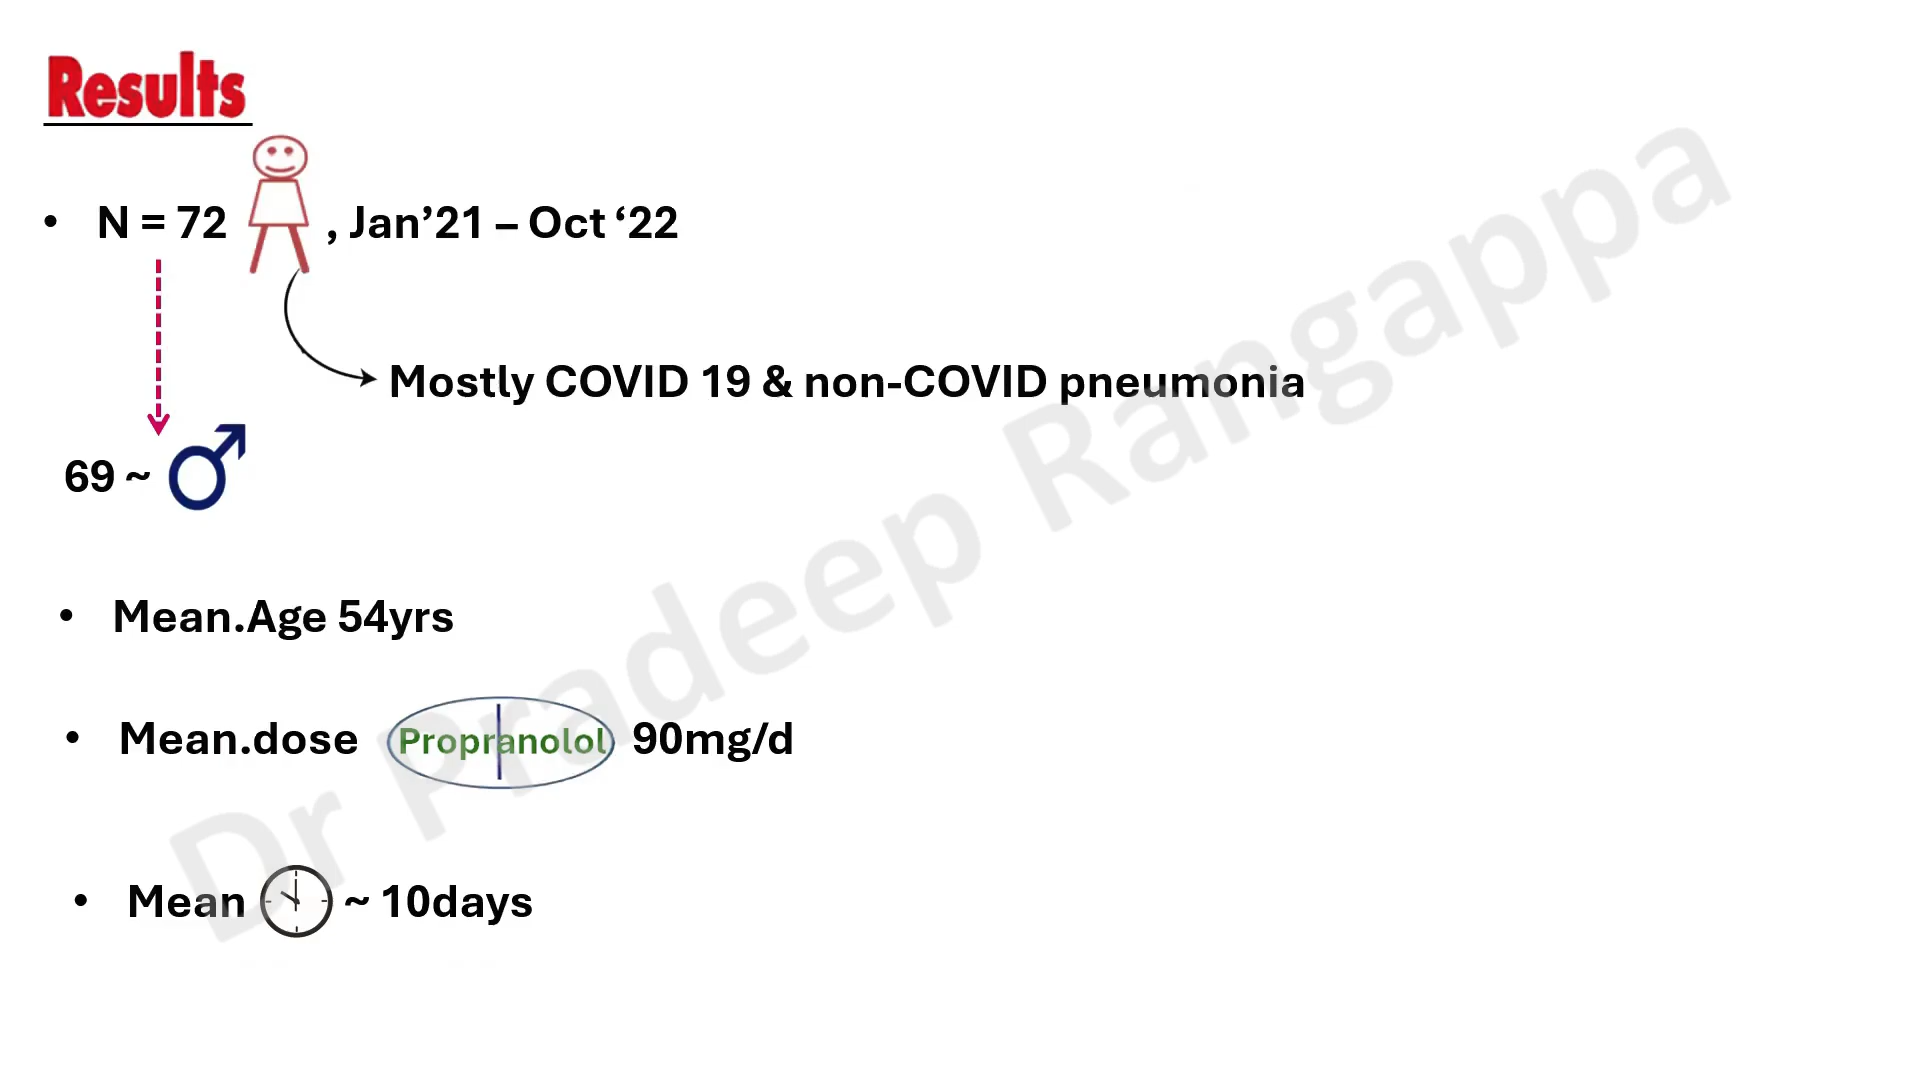 Results
• N = 72 , Jan’21 – Oct ‘22
Mostly COVID 19 & non-COVID pneumonia
69 ~ ♂
• Mean.Age 54yrs
• Mean.dose Propranolol 90mg/d
• Mean ~ 10days
Dr Pradeep Rangappa